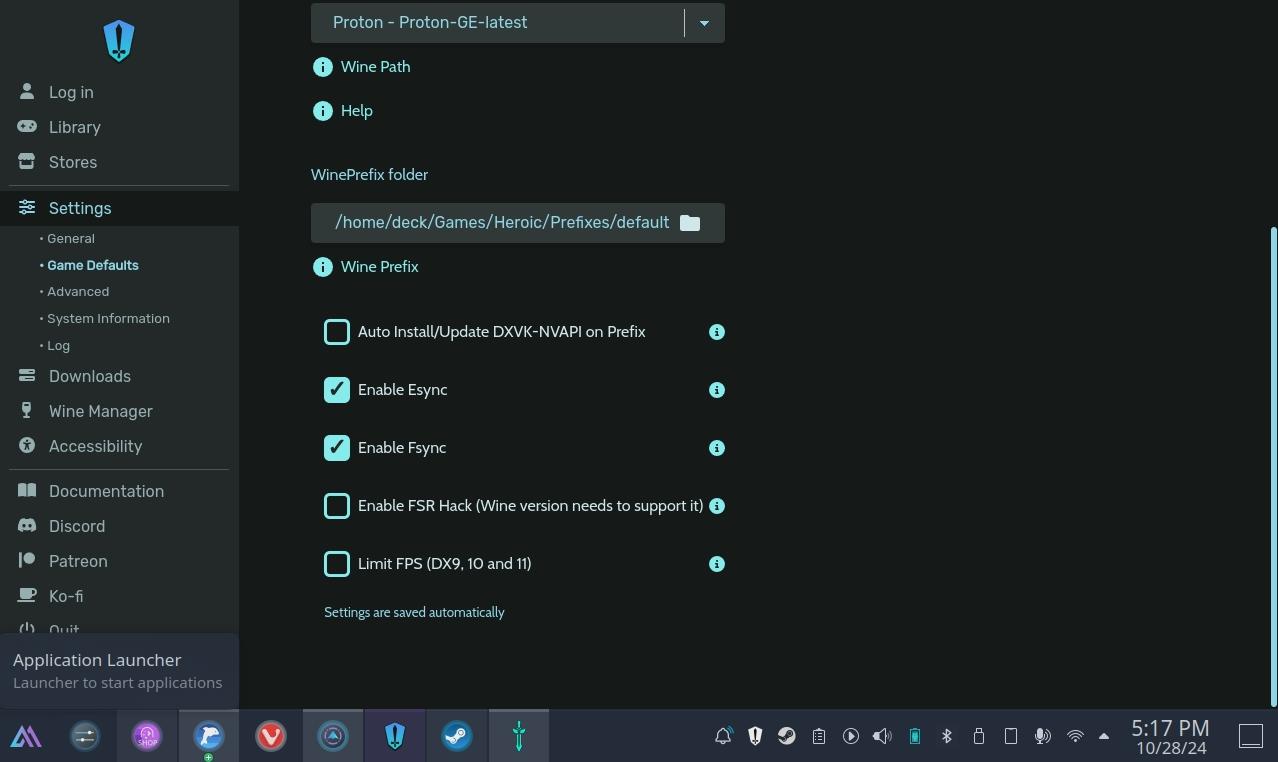 Log in
Library
Stores
Settings
• General
• Game Defaults
• Advanced
• System Information
• Log
Downloads
Wine Manager
Accessibility
Documentation
Discord
Patreon
Ko-fi
Quit
Application Launcher
Launcher to start applications
Proton - Proton-GE-latest
Wine Path
Help
WinePrefix folder
/home/deck/Games/Heroic/Prefixes/default
Wine Prefix
Auto Install/Update DXVK-NVAPI on Prefix
Enable Esync
Enable Fsync
Enable FSR Hack (Wine version needs to support it)
Limit FPS (DX9, 10 and 11)
Settings are saved automatically
SHOP
5:17 PM
10/28/24